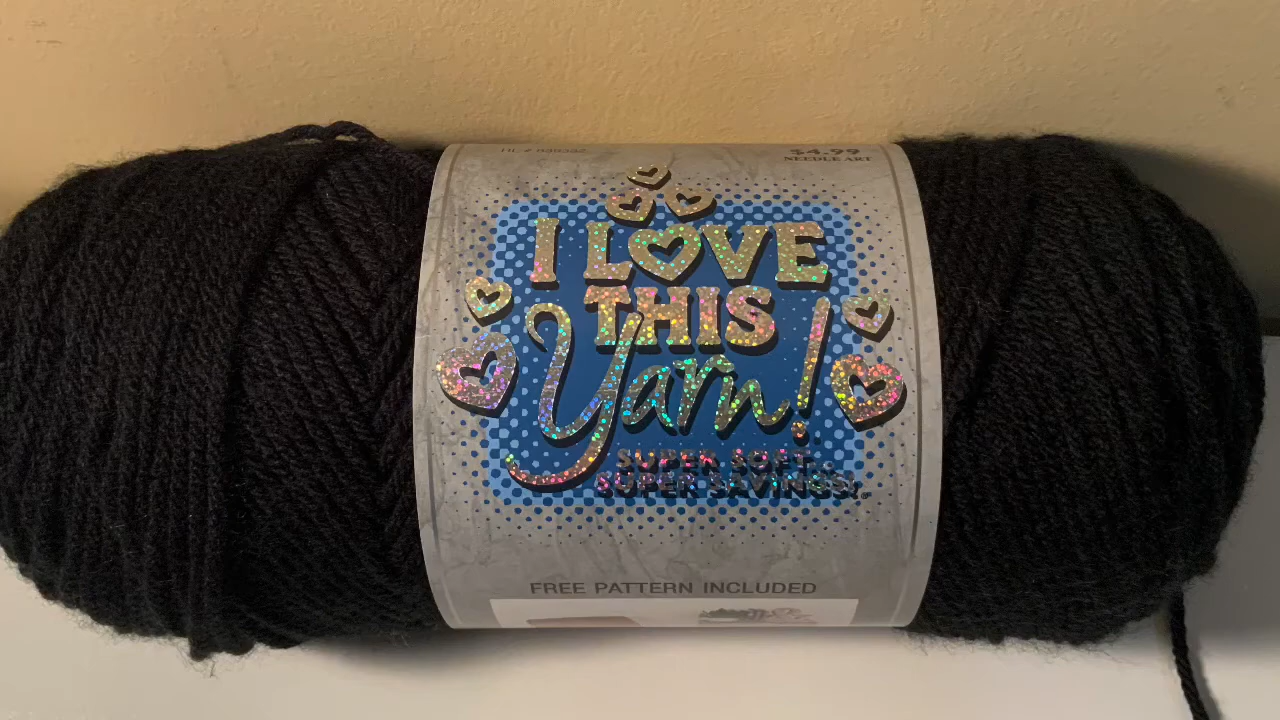 $4.99
NEEDLE ART
I LOVE
THIS
Yarn!
SUPER SOFT...
SUPER SAVINGS!
FREE PATTERN INCLUDED